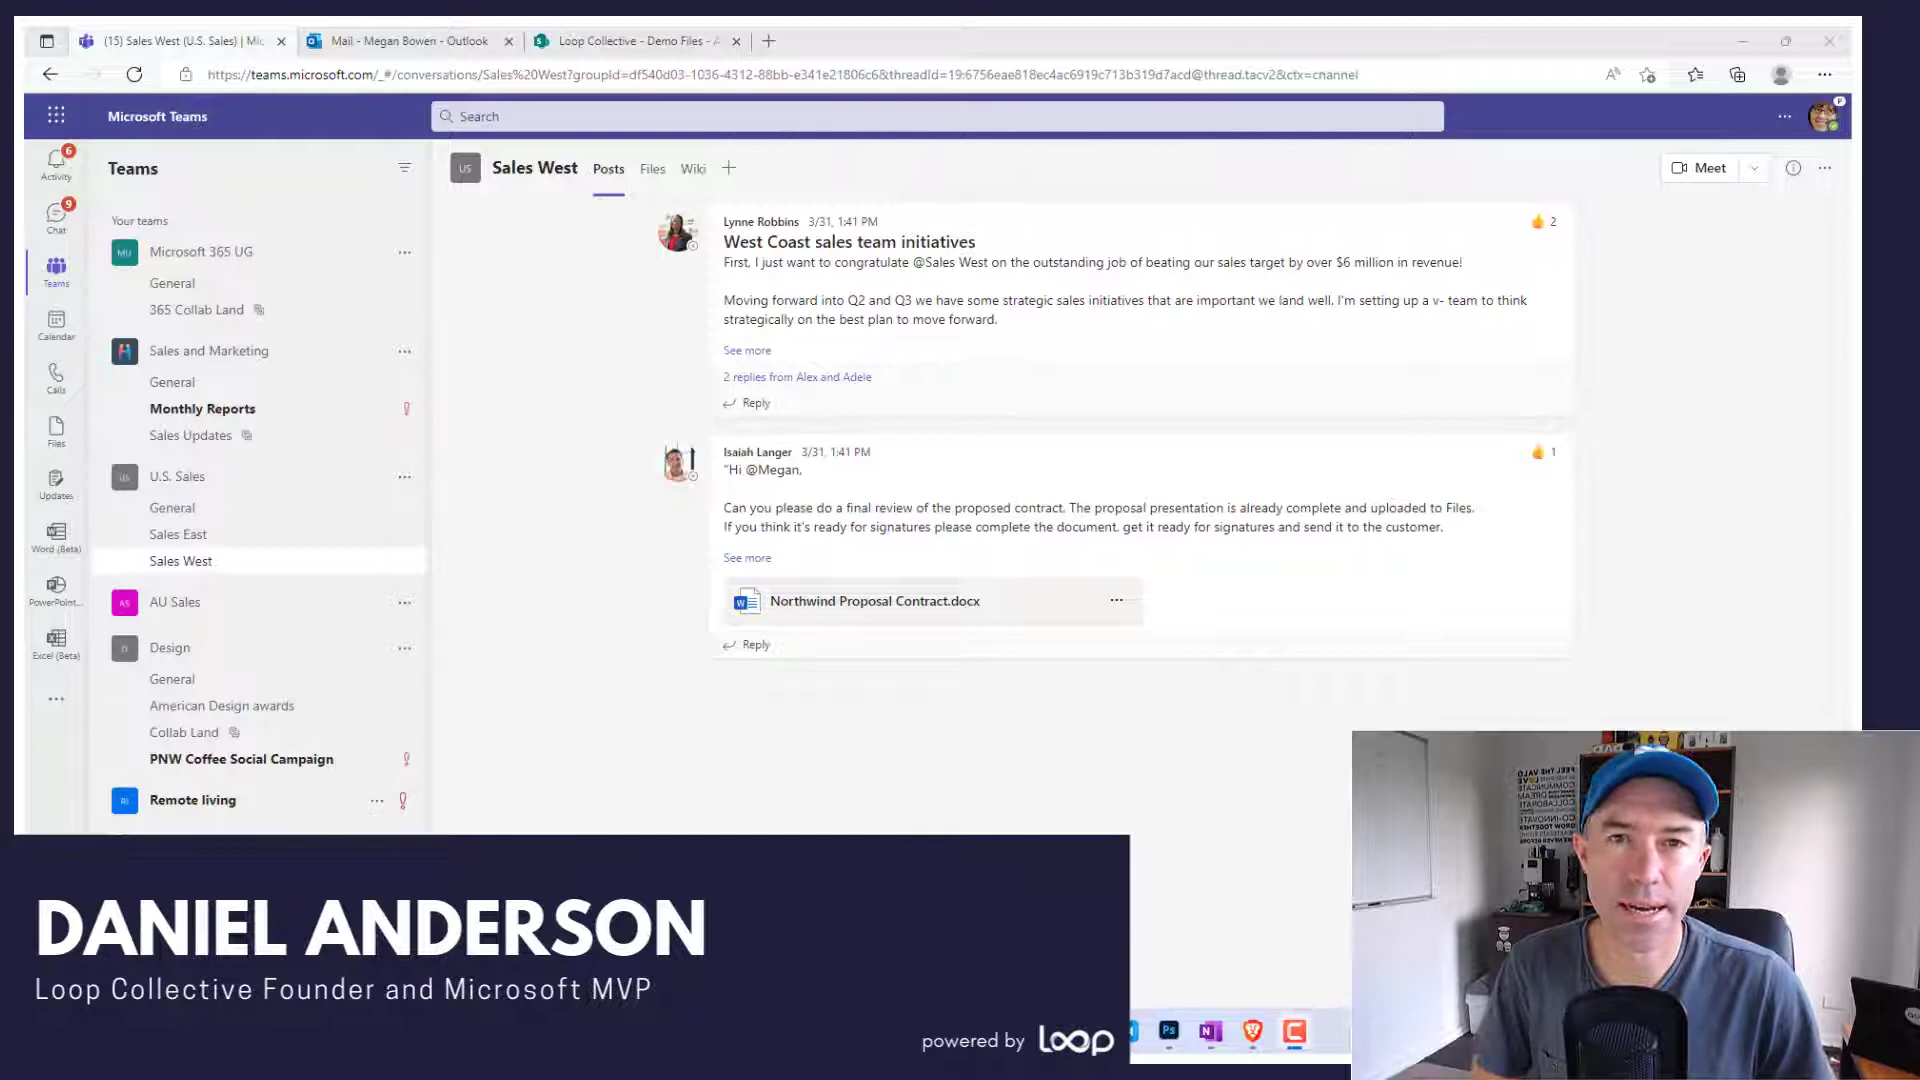 (15) Sales West (U.S. Sales) | Mic
Mail - Megan Bowen - Outlook
Loop Collective - Demo Files - A
https://teams.microsoft.com/_#/conversations/Sales%20West?groupId=df540d03-1036-4312-88bb-e341e21806c6&threadId=19:6756eae818ec4ac6919c713b319d7acd@thread.tacv2&ctx=channel
Microsoft Teams
Search
P
6
Activity
9
Chat
Teams
Calendar
Calls
Files
Updates
Word (Beta)
PowerPoint...
Excel (Beta)
Teams
Your teams
MU Microsoft 365 UG
General
365 Collab Land
Sales and Marketing
General
Monthly Reports
Sales Updates
US U.S. Sales
General
Sales East
Sales West
AS AU Sales
D Design
General
American Design awards
Collab Land
PNW Coffee Social Campaign
Rl Remote living
US Sales West Posts Files Wiki
Meet
Lynne Robbins 3/31, 1:41 PM
2
West Coast sales team initiatives
First, I just want to congratulate @Sales West on the outstanding job of beating our sales target by over $6 million in revenue!
Moving forward into Q2 and Q3 we have some strategic sales initiatives that are important we land well, I'm setting up a v- team to think
strategically on the best plan to move forward.
See more
2 replies from Alex and Adele
Reply
Isaiah Langer 3/31, 1:41 PM
1
"Hi @Megan,
Can you please do a final review of the proposed contract. The proposal presentation is already complete and uploaded to Files.
If you think it's ready for signatures please complete the document, get it ready for signatures and send it to the customer.
See more
Northwind Proposal Contract.docx
Reply
DANIEL ANDERSON
Loop Collective Founder and Microsoft MVP
powered by loop
Ps
N
DAD